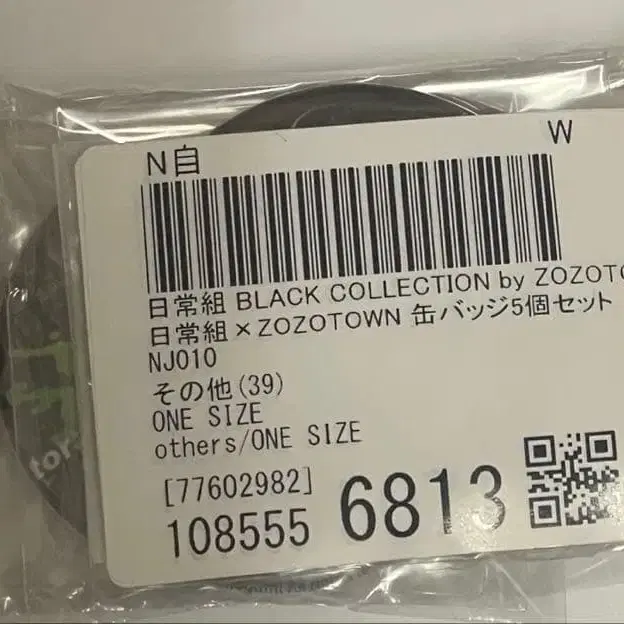 N自
W
日常組 BLACK COLLECTION by ZOZOTO
日常組×ZOZOTOWN 缶バッジ5個セット
NJ010
その他(39)
ONE SIZE
others/ONE SIZE
[77602982]
108555 6813
tor